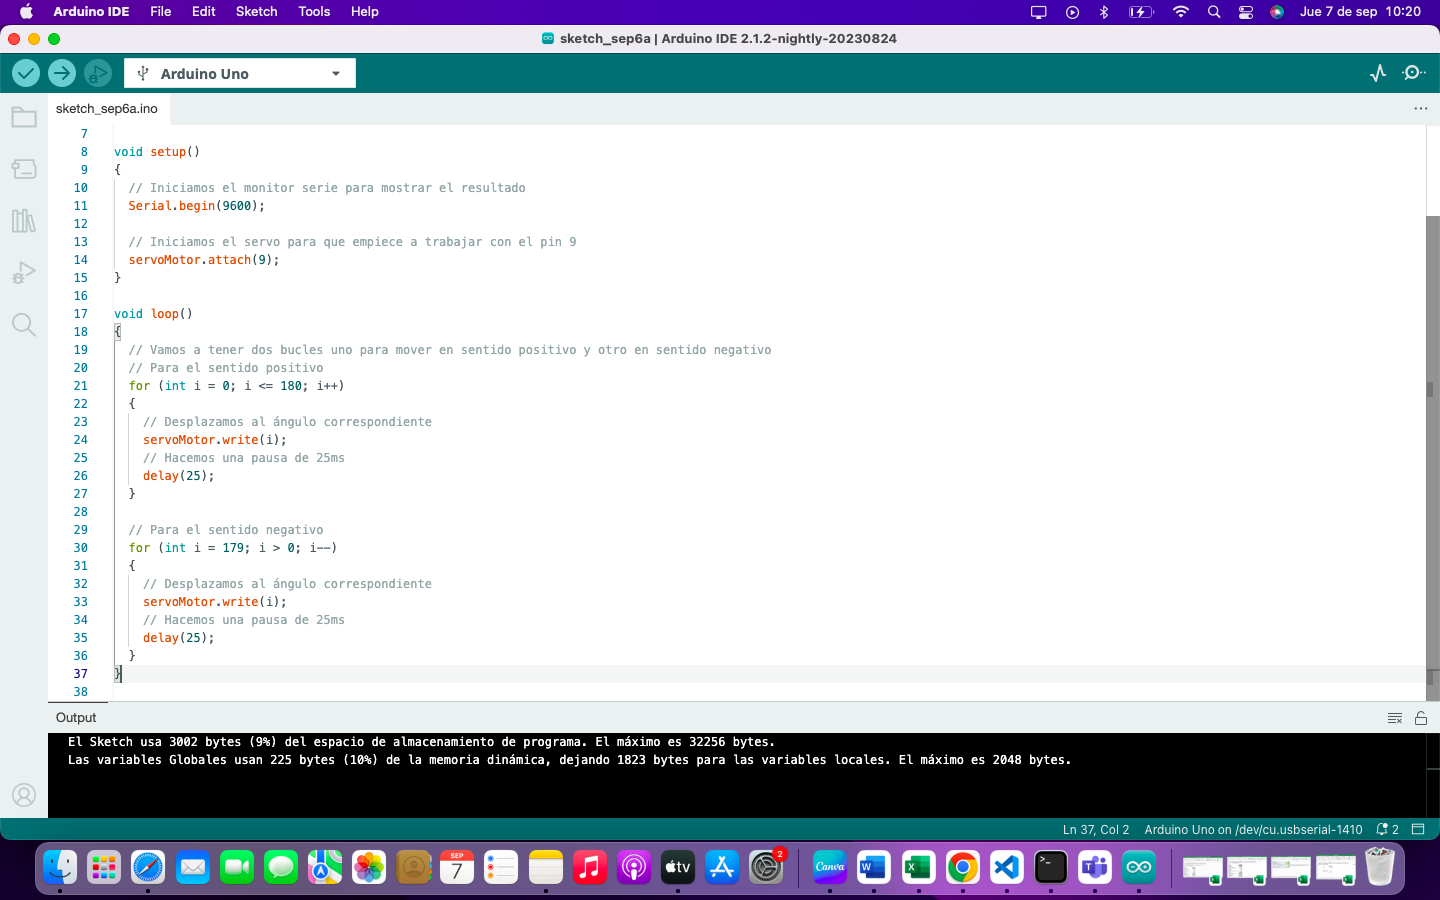 Arduino IDE File Edit Sketch Tools Help Jue 7 de sep 10:20
sketch_sep6a | Arduino IDE 2.1.2-nightly-20230824
Arduino Uno
sketch_sep6a.ino
7
8 void setup()
9 {
10 // Iniciamos el monitor serie para mostrar el resultado
11 Serial.begin(9600);
12
13 // Iniciamos el servo para que empiece a trabajar con el pin 9
14 servoMotor.attach(9);
15 }
16
17 void loop()
18 {
19 // Vamos a tener dos bucles uno para mover en sentido positivo y otro en sentido negativo
20 // Para el sentido positivo
21 for (int i = 0; i <= 180; i++)
22 {
23 // Desplazamos al ángulo correspondiente
24 servoMotor.write(i);
25 // Hacemos una pausa de 25ms
26 delay(25);
27 }
28
29 // Para el sentido negativo
30 for (int i = 179; i > 0; i--)
31 {
32 // Desplazamos al ángulo correspondiente
33 servoMotor.write(i);
34 // Hacemos una pausa de 25ms
35 delay(25);
36 }
37 }
38
Output
El Sketch usa 3002 bytes (9%) del espacio de almacenamiento de programa. El máximo es 32256 bytes.
Las variables Globales usan 225 bytes (10%) de la memoria dinámica, dejando 1823 bytes para las variables locales. El máximo es 2048 bytes.
Ln 37, Col 2 Arduino Uno on /dev/cu.usbserial-1410 2
SEP
7
tv
2
Canva
W
X
>_
T